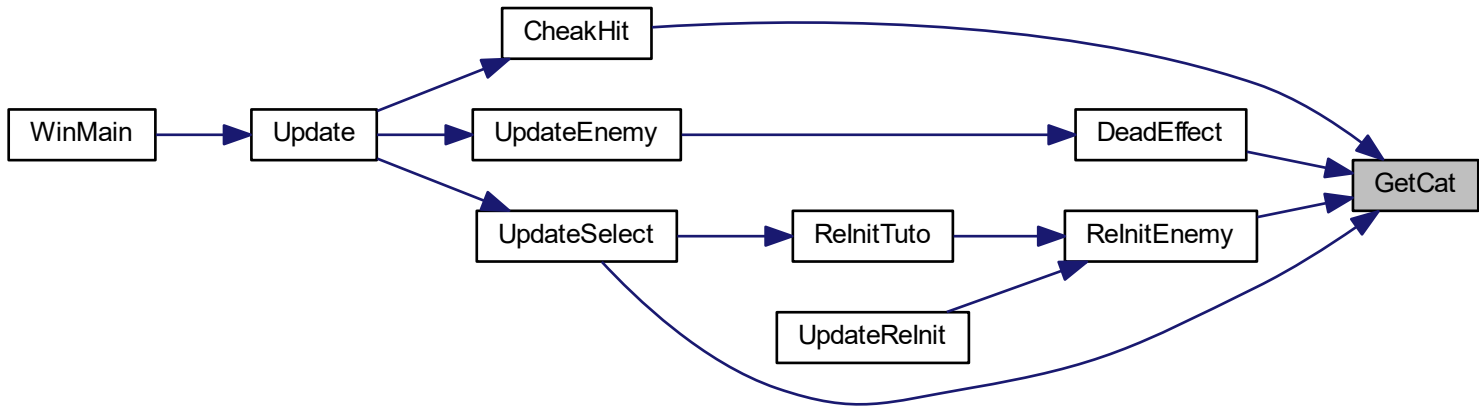 CheakHit
WinMain
Update
UpdateEnemy
DeadEffect
GetCat
UpdateSelect
ReInitTuto
ReInitEnemy
UpdateReInit